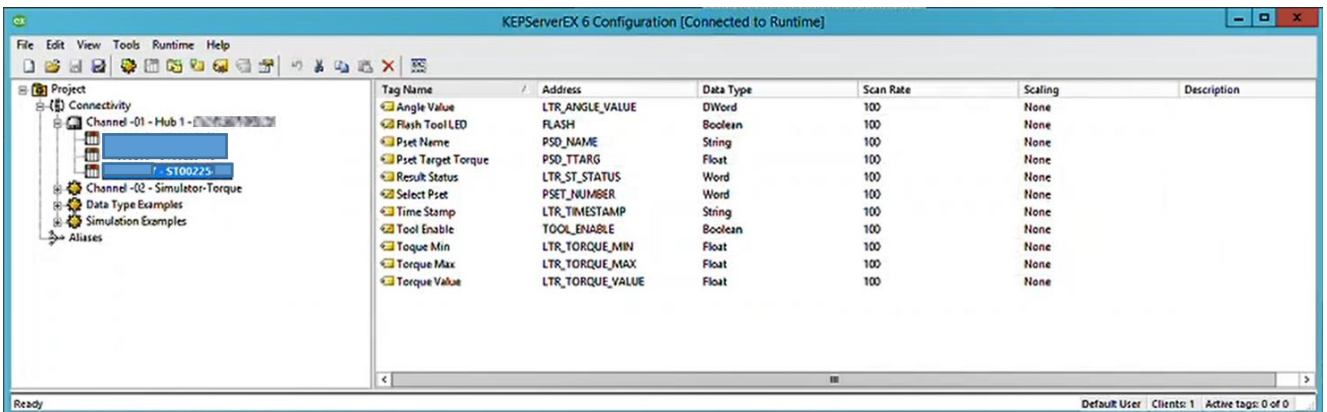 KEPServerEX 6 Configuration [Connected to Runtime]
File Edit View Tools Runtime Help
Project
Connectivity
Channel -01 - Hub 1 -
- ST00225
Channel -02 - Simulator-Torque
Data Type Examples
Simulation Examples
Aliases
Tag Name / Address Data Type Scan Rate Scaling Description
Angle Value LTR_ANGLE_VALUE DWord 100 None
Flash Tool LED FLASH Boolean 100 None
Pset Name PSD_NAME String 100 None
Pset Target Torque PSD_TTARG Float 100 None
Result Status LTR_ST_STATUS Word 100 None
Select Pset PSET_NUMBER Word 100 None
Time Stamp LTR_TIMESTAMP String 100 None
Tool Enable TOOL_ENABLE Boolean 100 None
Toque Min LTR_TORQUE_MIN Float 100 None
Torque Max LTR_TORQUE_MAX Float 100 None
Torque Value LTR_TORQUE_VALUE Float 100 None
Ready Default User Clients: 1 Active tags: 0 of 0